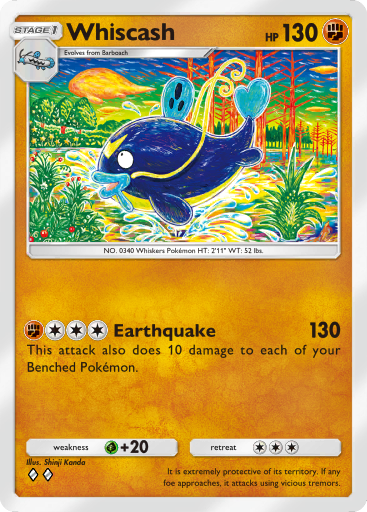 STAGE 1
Whiscash
HP 130
Evolves from Barboach
NO. 0340 Whiskers Pokémon HT: 2'11" WT: 52 lbs.
Earthquake 130
This attack also does 10 damage to each of your
Benched Pokémon.
weakness +20 retreat
Illus. Shinji Kanda
It is extremely protective of its territory. If any
foe approaches, it attacks using vicious tremors.